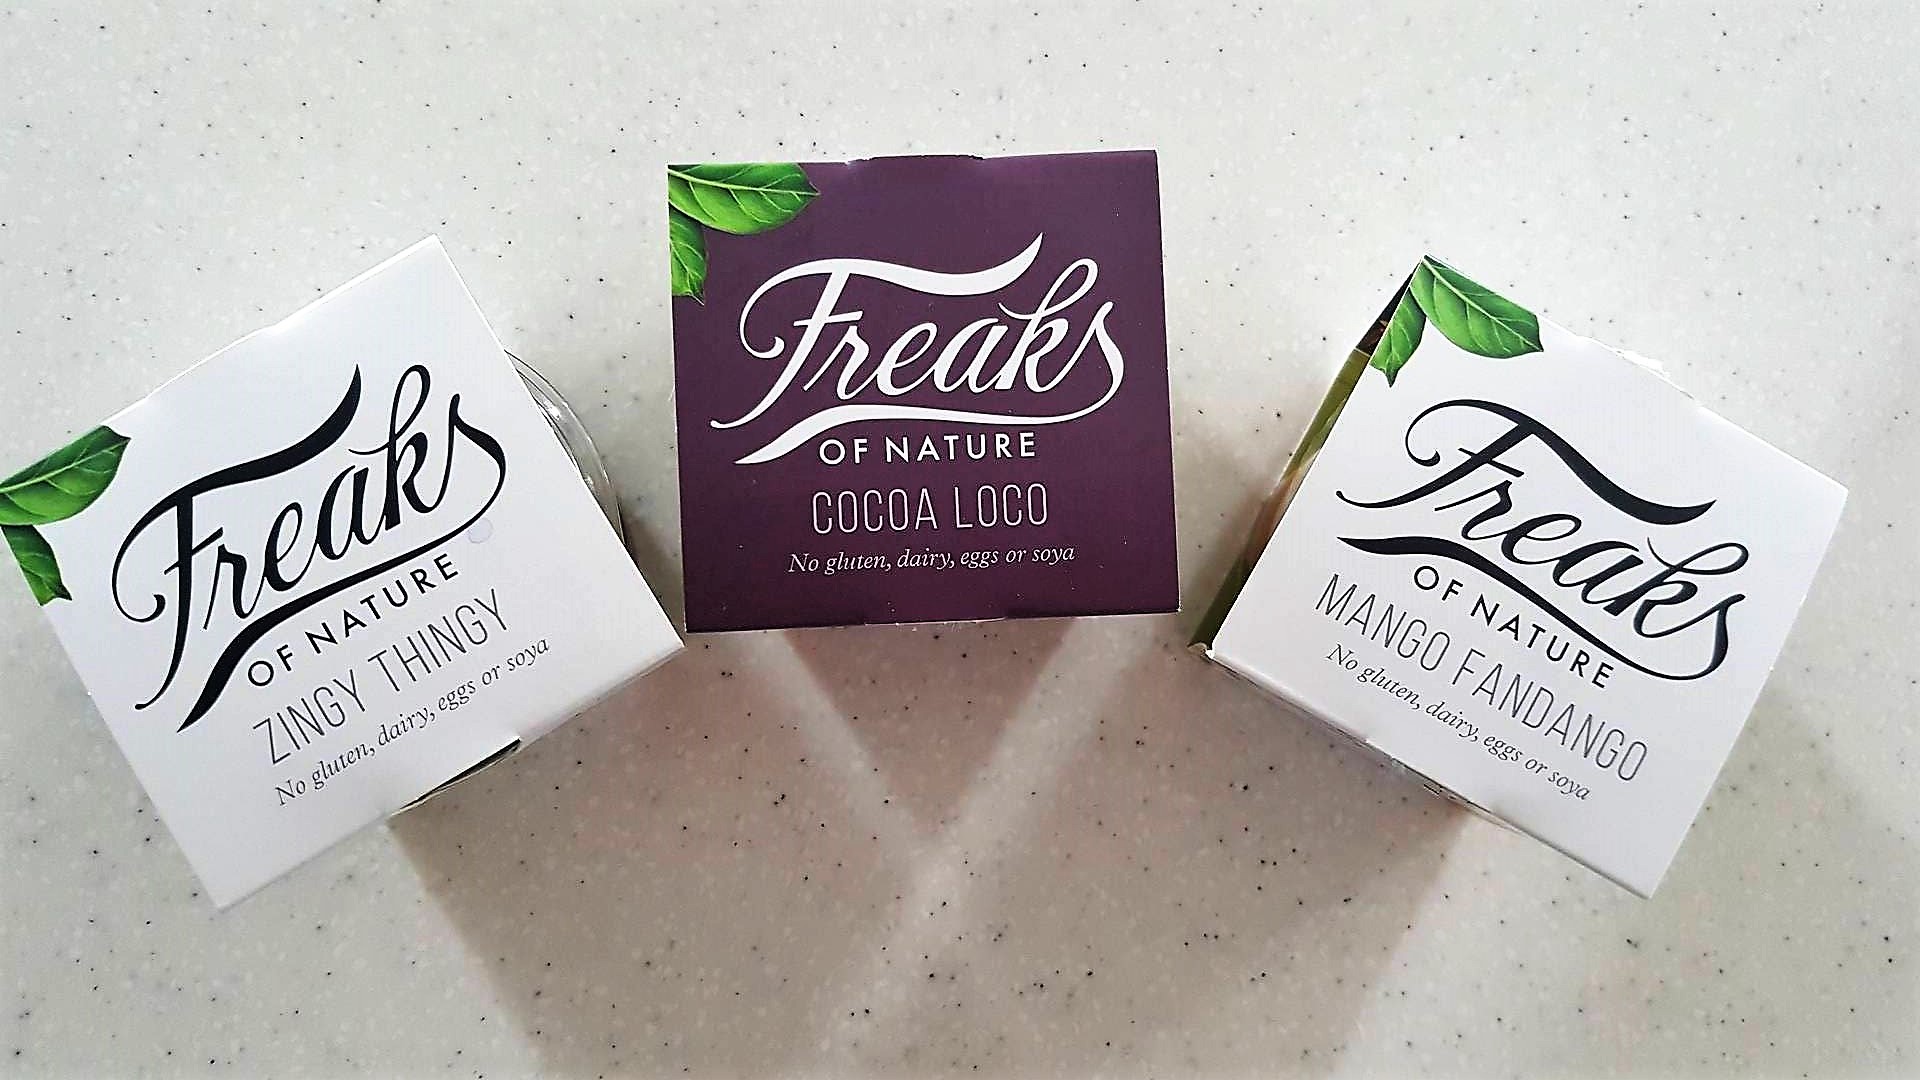 Freaks
OF NATURE
ZINGY THINGY
No gluten, dairy, eggs or soya
Freaks
OF NATURE
COCOA LOCO
No gluten, dairy, eggs or soya
Freaks
OF NATURE
MANGO FANDANGO
No gluten, dairy, eggs or soya